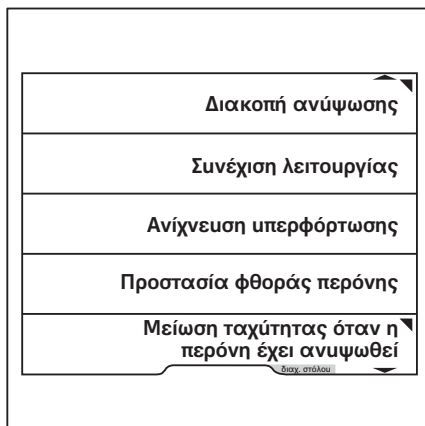 Διακοπή ανύψωσης
Συνέχιση λειτουργίας
Ανίχνευση υπερφόρτωσης
Προστασία φθοράς περόνης
Μείωση ταχύτητας όταν η
περόνη έχει ανυψωθεί
διαχ. στόλου